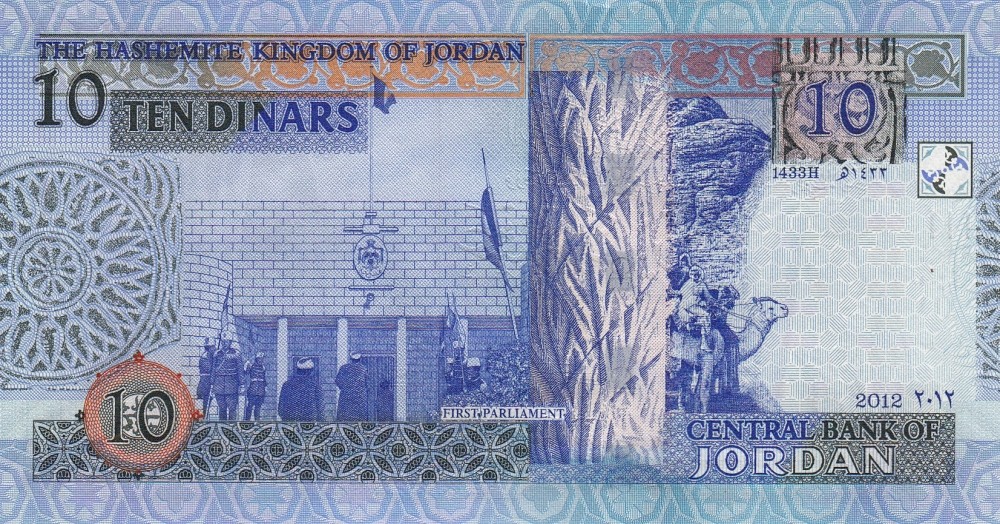 THE HASHEMITE KINGDOM OF JORDAN
10
TEN DINARS
10
1433H ١٤٣٣هـ
FIRST PARLIAMENT
2012 ٢٠١٢
10
CENTRAL BANK OF
JORDAN